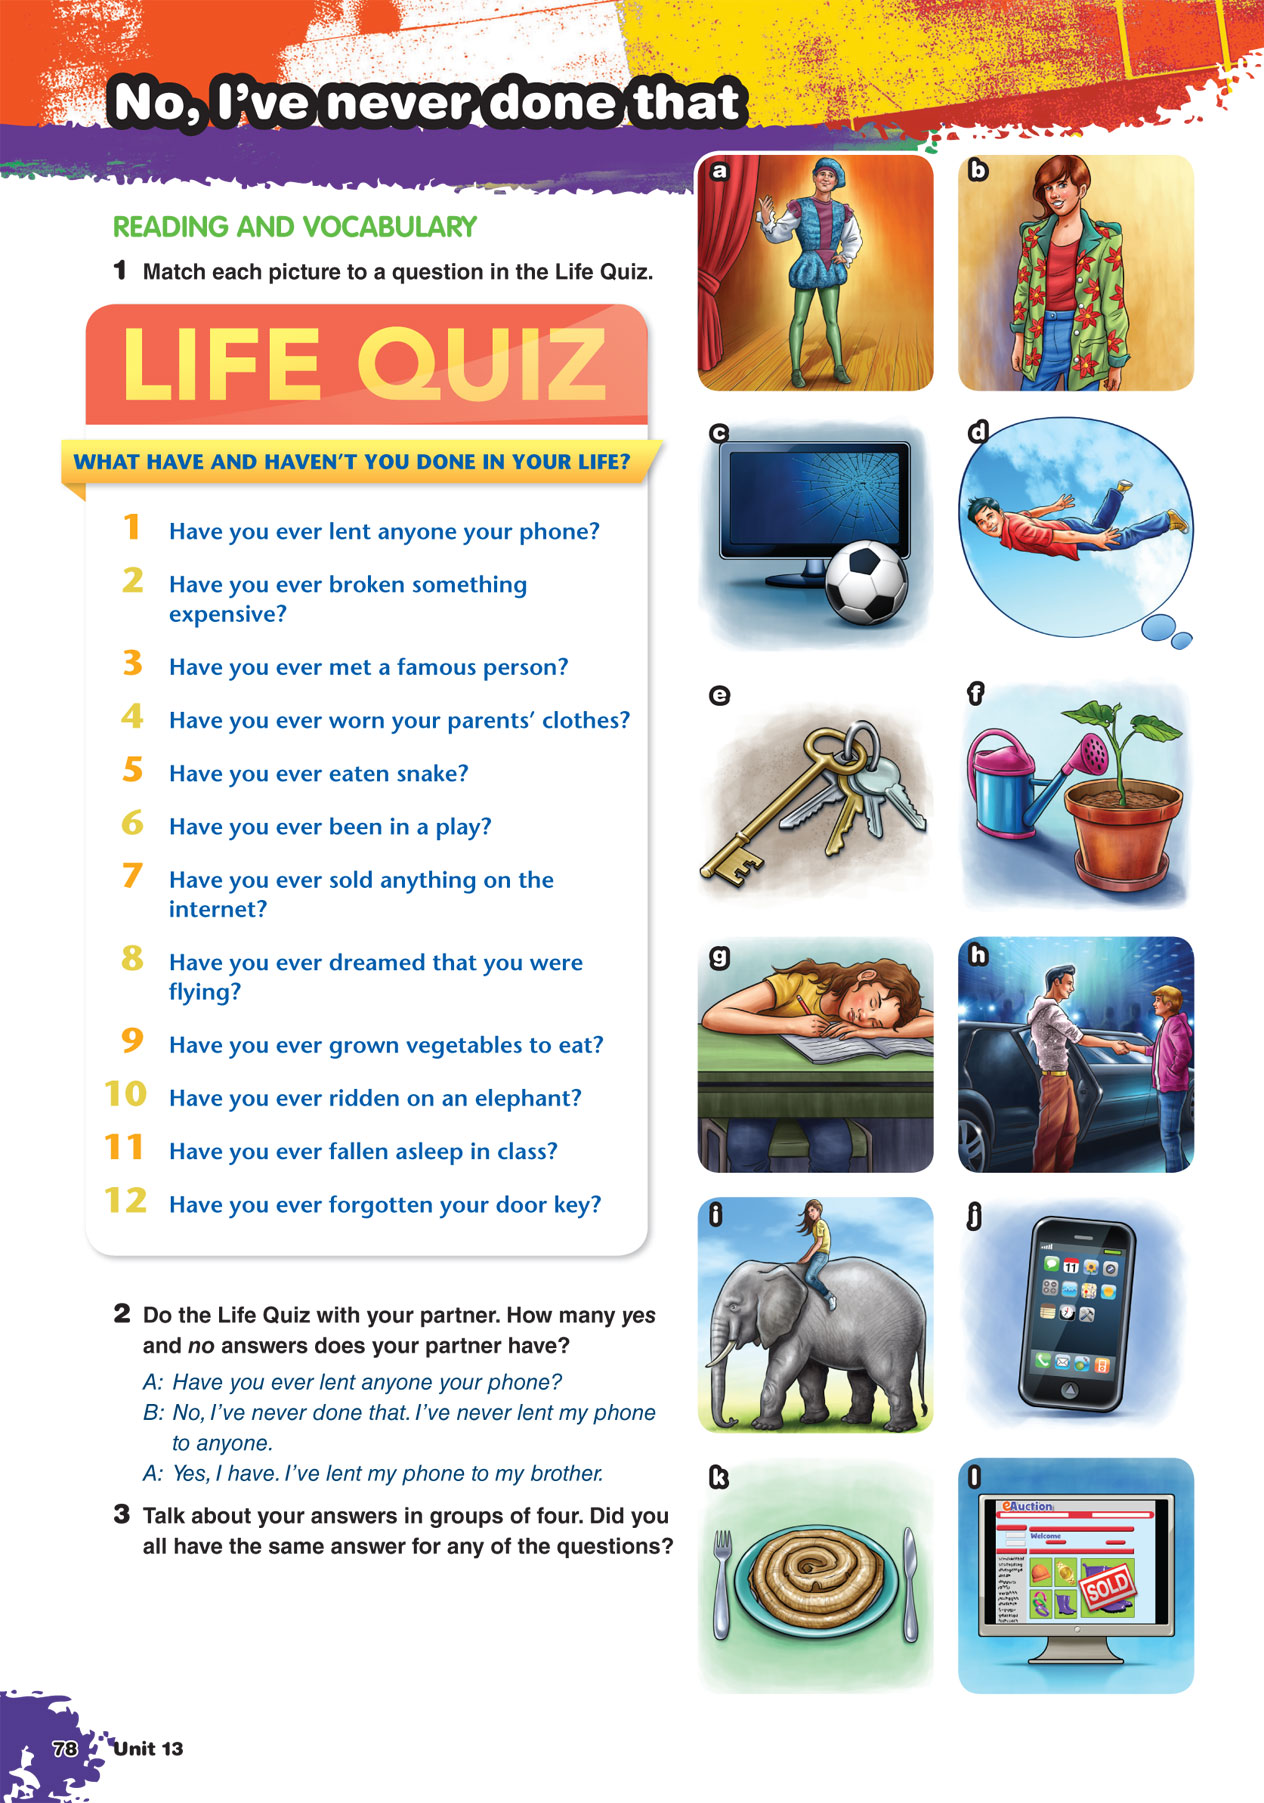 No, I've never done that
READING AND VOCABULARY
1 Match each picture to a question in the Life Quiz.
LIFE QUIZ
WHAT HAVE AND HAVEN'T YOU DONE IN YOUR LIFE?
1 Have you ever lent anyone your phone?
2 Have you ever broken something
expensive?
3 Have you ever met a famous person?
4 Have you ever worn your parents' clothes?
5 Have you ever eaten snake?
6 Have you ever been in a play?
7 Have you ever sold anything on the
internet?
8 Have you ever dreamed that you were
flying?
9 Have you ever grown vegetables to eat?
10 Have you ever ridden on an elephant?
11 Have you ever fallen asleep in class?
12 Have you ever forgotten your door key?
2 Do the Life Quiz with your partner. How many yes
and no answers does your partner have?
A: Have you ever lent anyone your phone?
B: No, I've never done that. I've never lent my phone
to anyone.
A: Yes, I have. I've lent my phone to my brother.
3 Talk about your answers in groups of four. Did you
all have the same answer for any of the questions?
a
b
c
d
e
f
g
h
i
j
11
k
l
eAuction
Welcome
SOLD
78 Unit 13